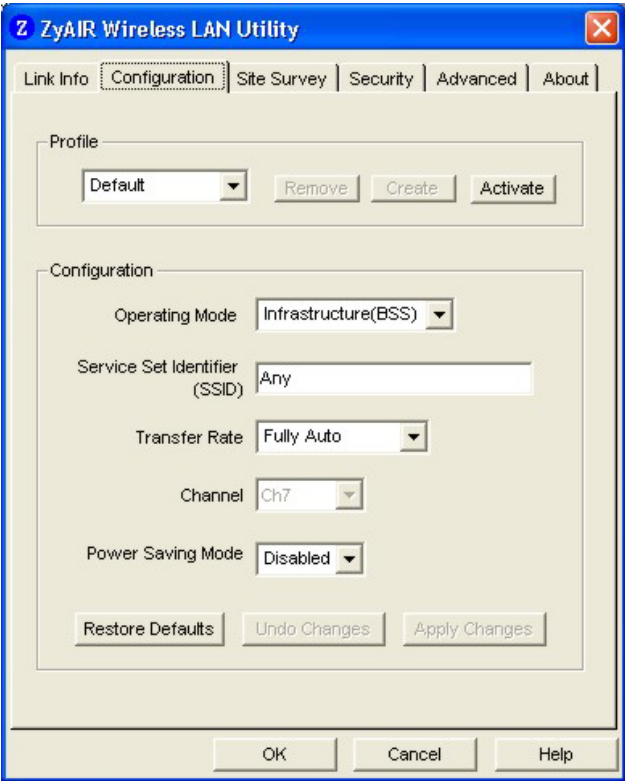 Z ZyAIR Wireless LAN Utility
Link Info Configuration Site Survey Security Advanced About
Profile
Default Remove Create Activate
Configuration
Operating Mode Infrastructure(BSS)
Service Set Identifier
(SSID) Any
Transfer Rate Fully Auto
Channel Ch7
Power Saving Mode Disabled
Restore Defaults Undo Changes Apply Changes
OK Cancel Help